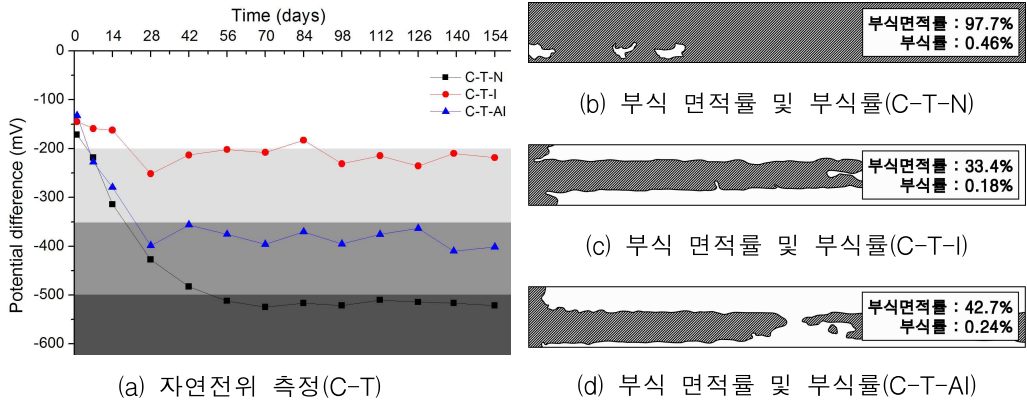 Time (days)
0 14 28 42 56 70 84 98 112 126 140 154
0
-100
-200
-300
-400
-500
-600
Potential difference (mV)
C-T-N
C-T-I
C-T-AI
(a) 자연전위 측정(C-T)
부식면적률 : 97.7%
부식률 : 0.46%
(b) 부식 면적률 및 부식률(C-T-N)
부식면적률 : 33.4%
부식률 : 0.18%
(c) 부식 면적률 및 부식률(C-T-I)
부식면적률 : 42.7%
부식률 : 0.24%
(d) 부식 면적률 및 부식률(C-T-AI)